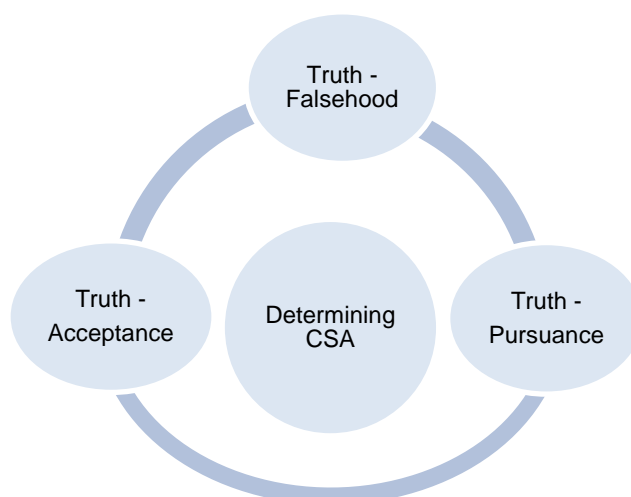 Truth -
Falsehood
Truth -
Acceptance
Determining
CSA
Truth -
Pursuance